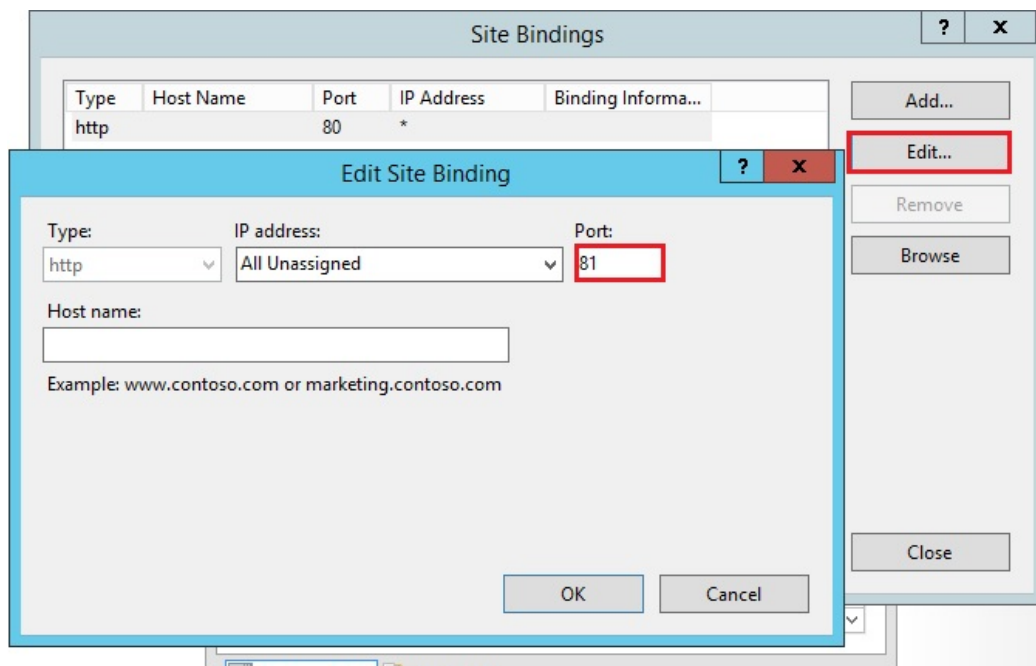 Site Bindings
? x
Type Host Name Port IP Address Binding Informa...
http 80 *
Add...
Edit...
Remove
Browse
Close
Edit Site Binding
? x
Type: IP address: Port:
http All Unassigned 81
Host name:
Example: www.contoso.com or marketing.contoso.com
OK Cancel